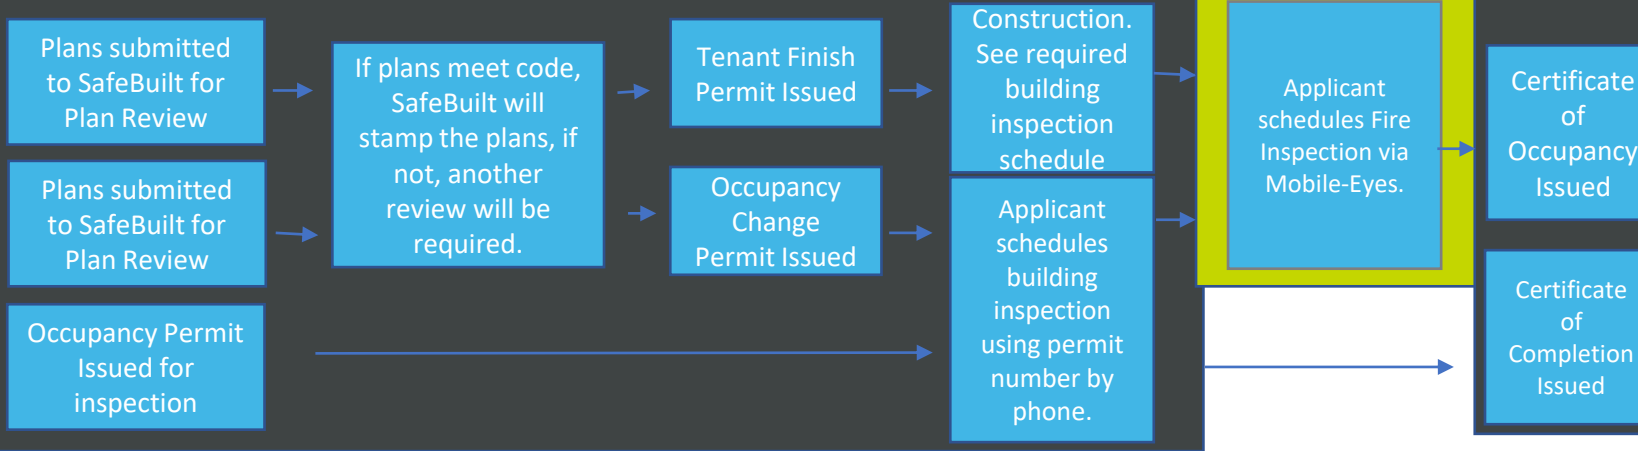 Plans submitted
to SafeBuilt for
Plan Review
Plans submitted
to SafeBuilt for
Plan Review
Occupancy Permit
Issued for
inspection
If plans meet code,
SafeBuilt will
stamp the plans, if
not, another
review will be
required.
Tenant Finish
Permit Issued
Occupancy
Change
Permit Issued
Construction.
See required
building
inspection
schedule
Applicant
schedules
building
inspection
using permit
number by
phone.
Applicant
schedules Fire
Inspection via
Mobile-Eyes.
Certificate
of
Occupancy
Issued
Certificate
of
Completion
Issued